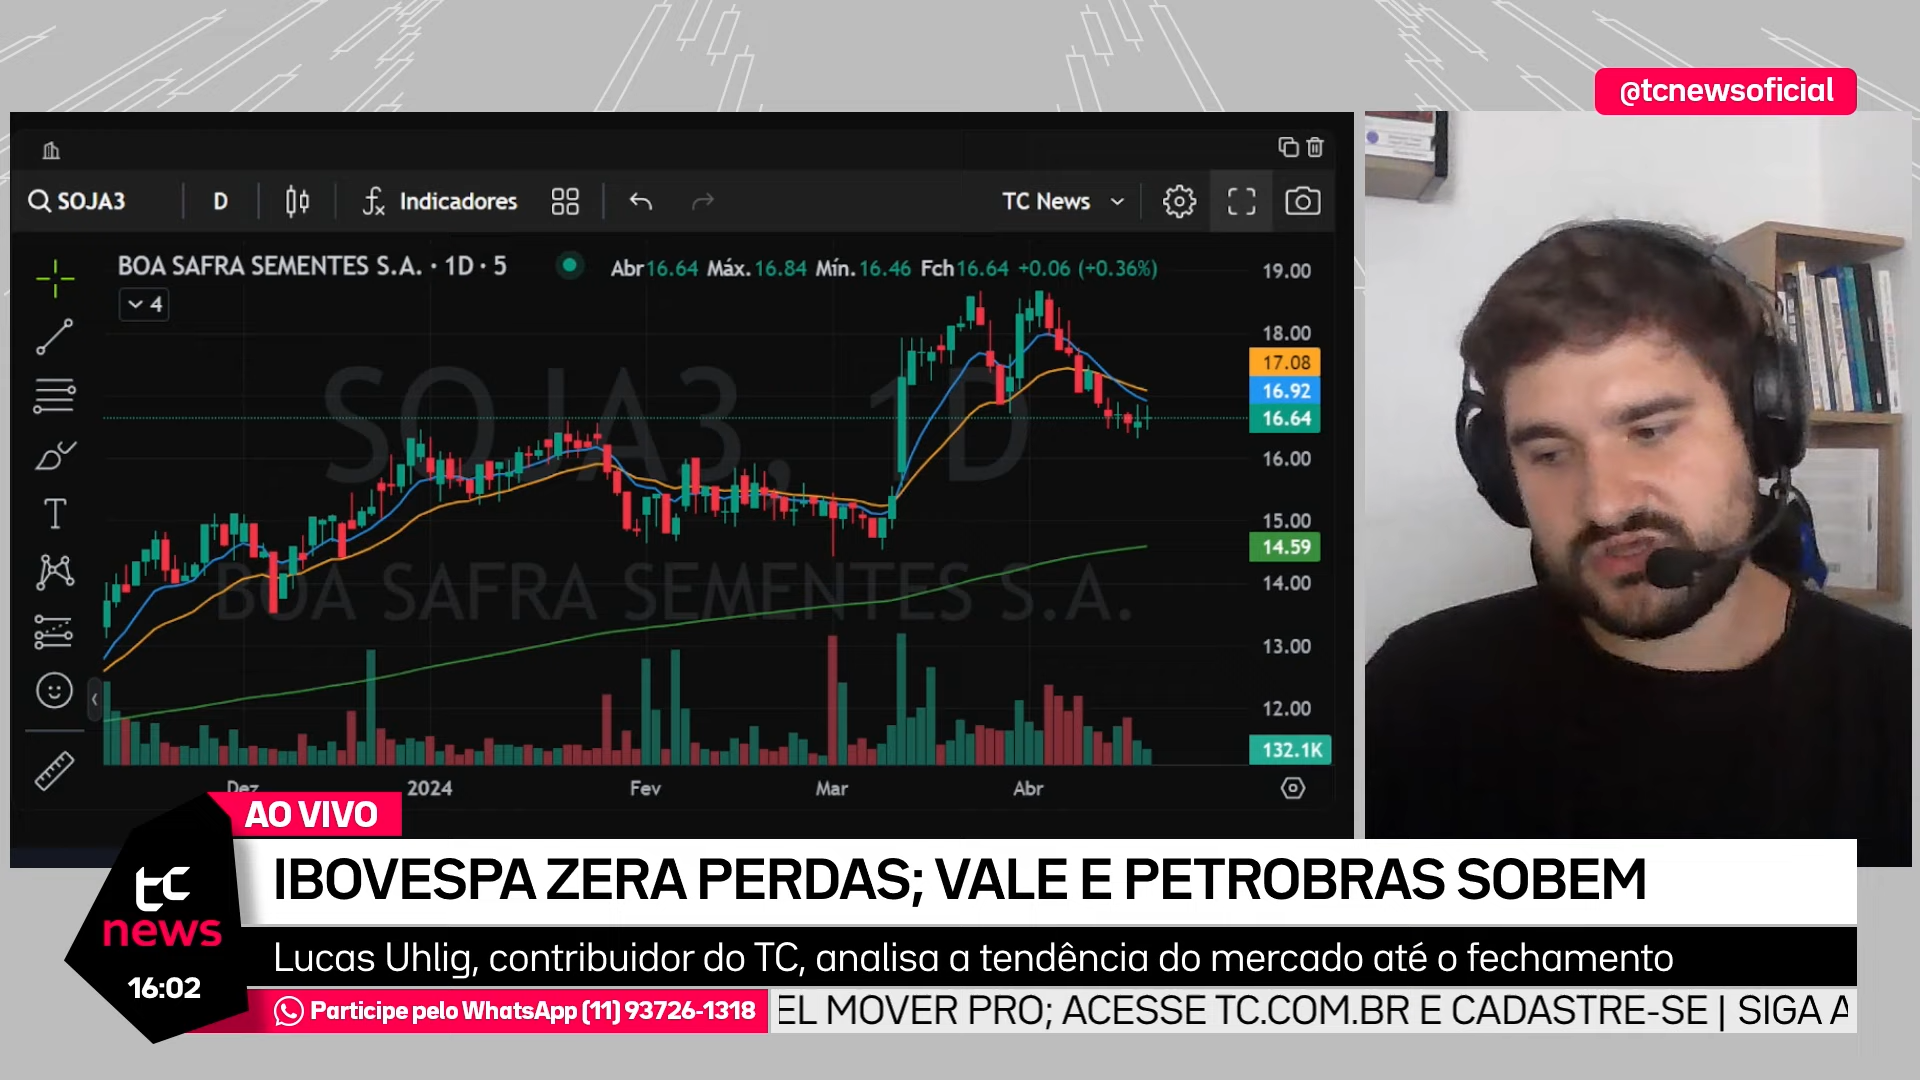 @tcnewsoficial
SOJA3 D Indicadores TC News
BOA SAFRA SEMENTES S.A. · 1D · 5 Abr16.64 Máx.16.84 Mín.16.46 Fch16.64 +0.06 (+0.36%)
4
19.00
18.00
17.08
16.92
16.64
16.00
15.00
14.59
14.00
13.00
12.00
132.1K
SOJA3, 1D
BOA SAFRA SEMENTES S.A.
Dez 2024 Fev Mar Abr
AO VIVO
IBOVESPA ZERA PERDAS; VALE E PETROBRAS SOBEM
Lucas Uhlig, contribuidor do TC, analisa a tendência do mercado até o fechamento
tc
news
16:02
Participe pelo WhatsApp (11) 93726-1318
EL MOVER PRO; ACESSE TC.COM.BR E CADASTRE-SE | SIGA A